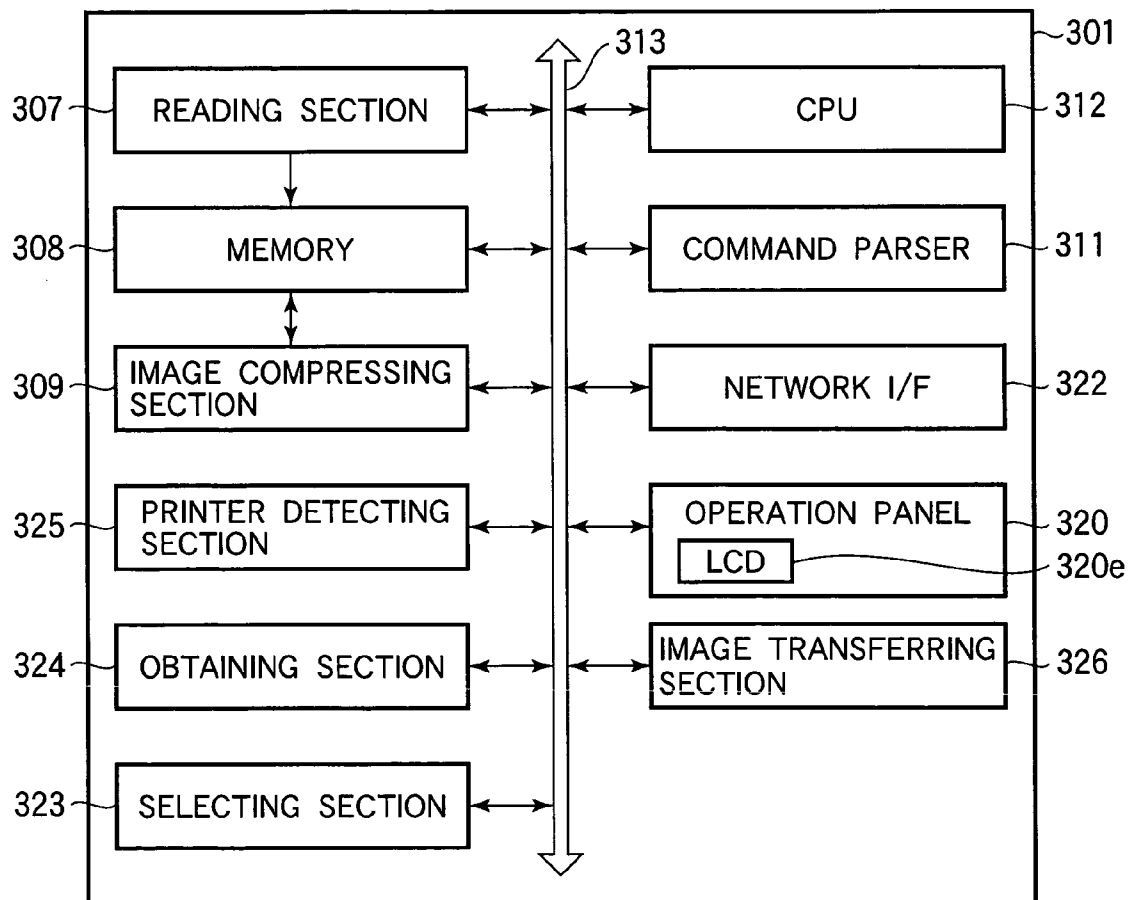 301
313
307
READING SECTION
CPU
312
308
MEMORY
COMMAND PARSER
311
309
IMAGE COMPRESSING
SECTION
NETWORK I/F
322
325
PRINTER DETECTING
SECTION
OPERATION PANEL
320
LCD
320e
324
OBTAINING SECTION
IMAGE TRANSFERRING
SECTION
326
323
SELECTING SECTION